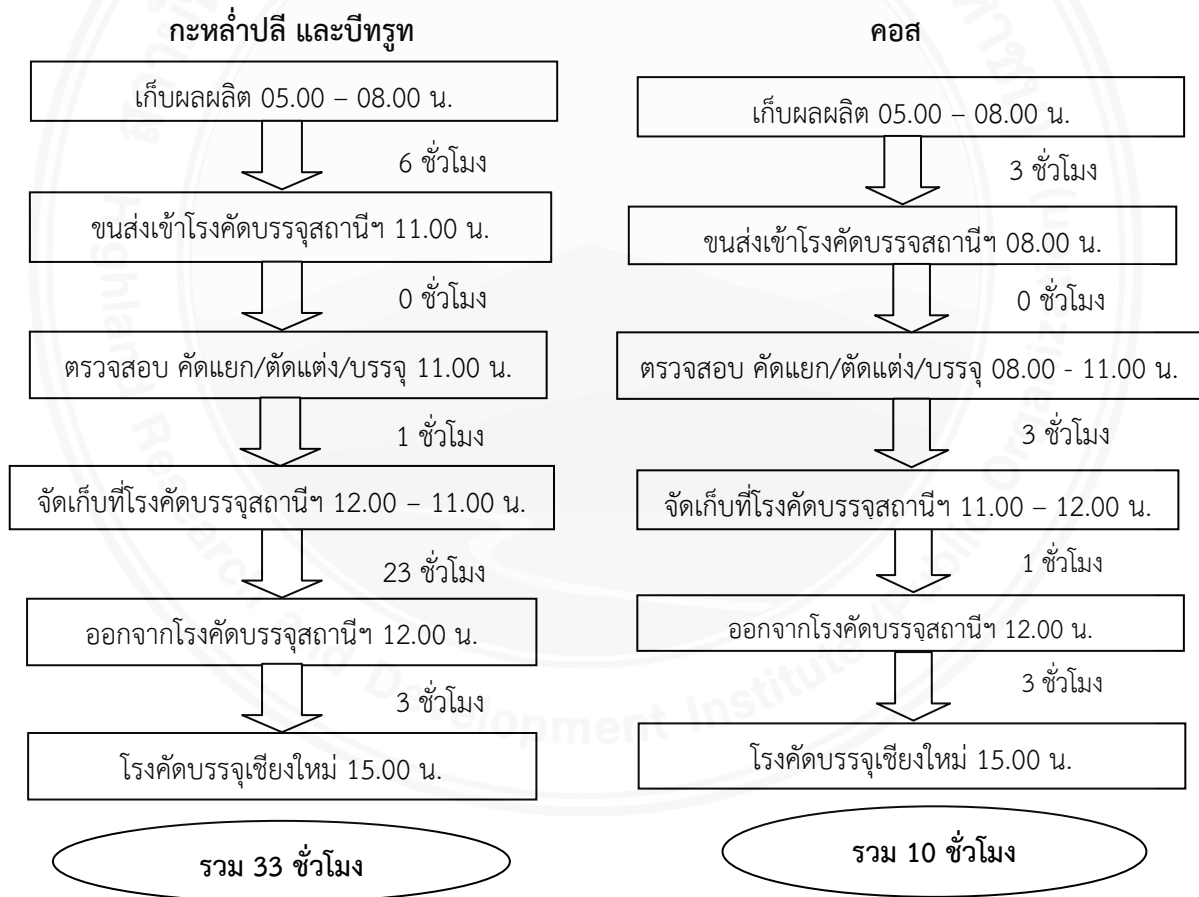 กะหล่ำปลี และบีทรูท
เก็บผลผลิต 05.00 – 08.00 น.
6 ชั่วโมง
ขนส่งเข้าโรงคัดบรรจุสถานีฯ 11.00 น.
0 ชั่วโมง
ตรวจสอบ คัดแยก/ตัดแต่ง/บรรจุ 11.00 น.
1 ชั่วโมง
จัดเก็บที่โรงคัดบรรจุสถานีฯ 12.00 – 11.00 น.
23 ชั่วโมง
ออกจากโรงคัดบรรจุสถานีฯ 12.00 น.
3 ชั่วโมง
โรงคัดบรรจุเชียงใหม่ 15.00 น.
รวม 33 ชั่วโมง
คอส
เก็บผลผลิต 05.00 – 08.00 น.
3 ชั่วโมง
ขนส่งเข้าโรงคัดบรรจุสถานีฯ 08.00 น.
0 ชั่วโมง
ตรวจสอบ คัดแยก/ตัดแต่ง/บรรจุ 08.00 - 11.00 น.
3 ชั่วโมง
จัดเก็บที่โรงคัดบรรจุสถานีฯ 11.00 – 12.00 น.
1 ชั่วโมง
ออกจากโรงคัดบรรจุสถานีฯ 12.00 น.
3 ชั่วโมง
โรงคัดบรรจุเชียงใหม่ 15.00 น.
รวม 10 ชั่วโมง
Highland Research and Development Institute (Public Organization)